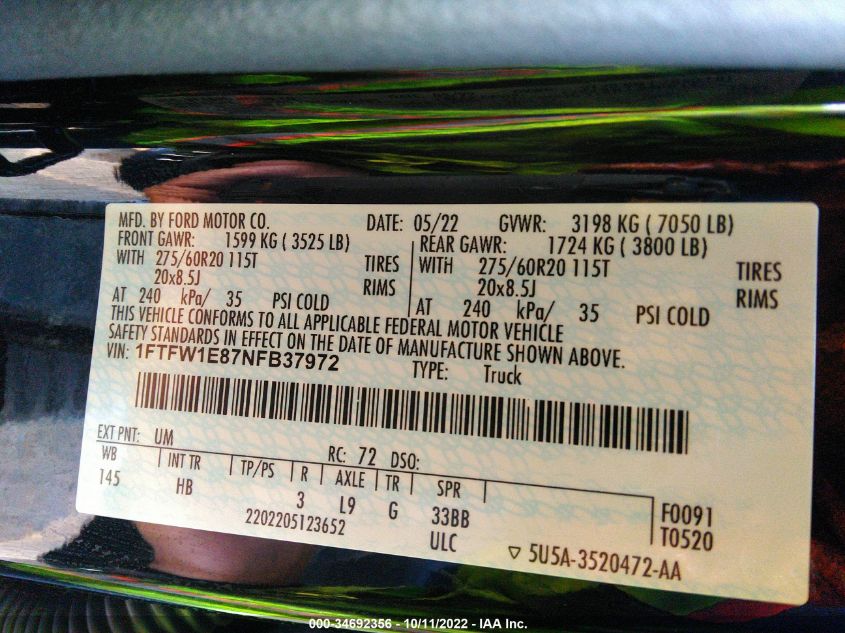 MFD. BY FORD MOTOR CO. DATE: 05/22 GVWR: 3198 KG ( 7050 LB)
FRONT GAWR: 1599 KG ( 3525 LB) REAR GAWR: 1724 KG ( 3800 LB)
WITH 275/60R20 115T TIRES WITH 275/60R20 115T TIRES
20x8.5J RIMS 20x8.5J RIMS
AT 240 kPa/ 35 PSI COLD AT 240 kPa/ 35 PSI COLD
THIS VEHICLE CONFORMS TO ALL APPLICABLE FEDERAL MOTOR VEHICLE
SAFETY STANDARDS IN EFFECT ON THE DATE OF MANUFACTURE SHOWN ABOVE.
VIN: 1FTFW1E87NFB37972 TYPE: Truck
EXT PNT: UM RC: 72 DSO:
WB INT TR TP/PS R AXLE TR SPR
145 HB 3 L9 G 33BB F0091
2202205123652 ULC T0520
▽ 5U5A-3520472-AA
000-34692356 - 10/11/2022 - IAA Inc.